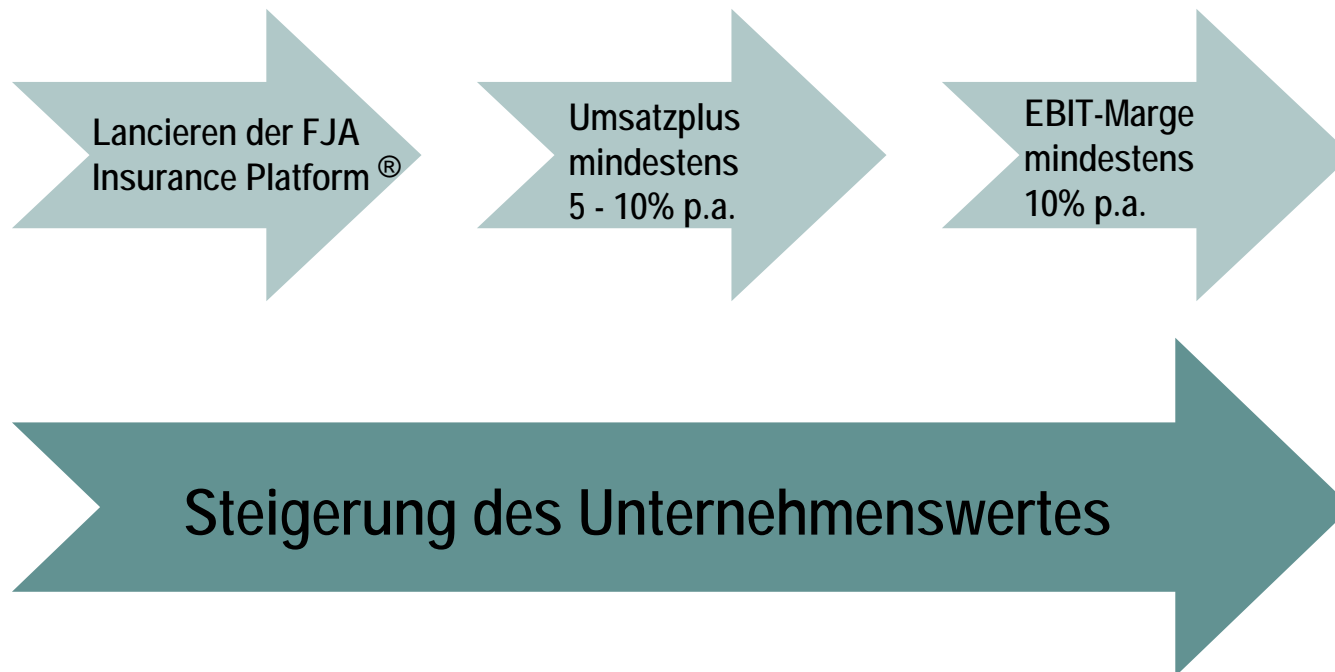 Lancieren der FJA
Insurance Platform ®
Umsatzplus
mindestens
5 - 10% p.a.
EBIT-Marge
mindestens
10% p.a.
Steigerung des Unternehmenswertes